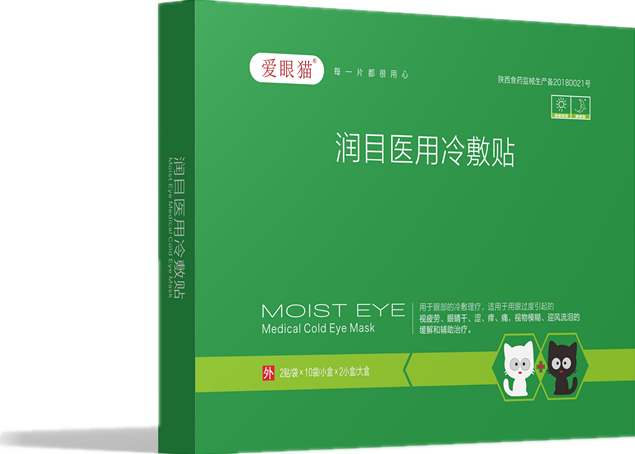 爱眼猫®
每一片都很用心
陕西食药监械生产备20180021号
润目医用冷敷贴
润目医用冷敷贴
Moist Eye Medical Cold Eye Mask
MOIST EYE
Medical Cold Eye Mask
用于眼部的冷敷理疗，适用于用眼过度引起的
视疲劳、眼睛干、涩、痒、痛，视物模糊、迎风流泪的
缓解和辅助治疗。
外
2贴/袋×10袋/小盒×2小盒/大盒